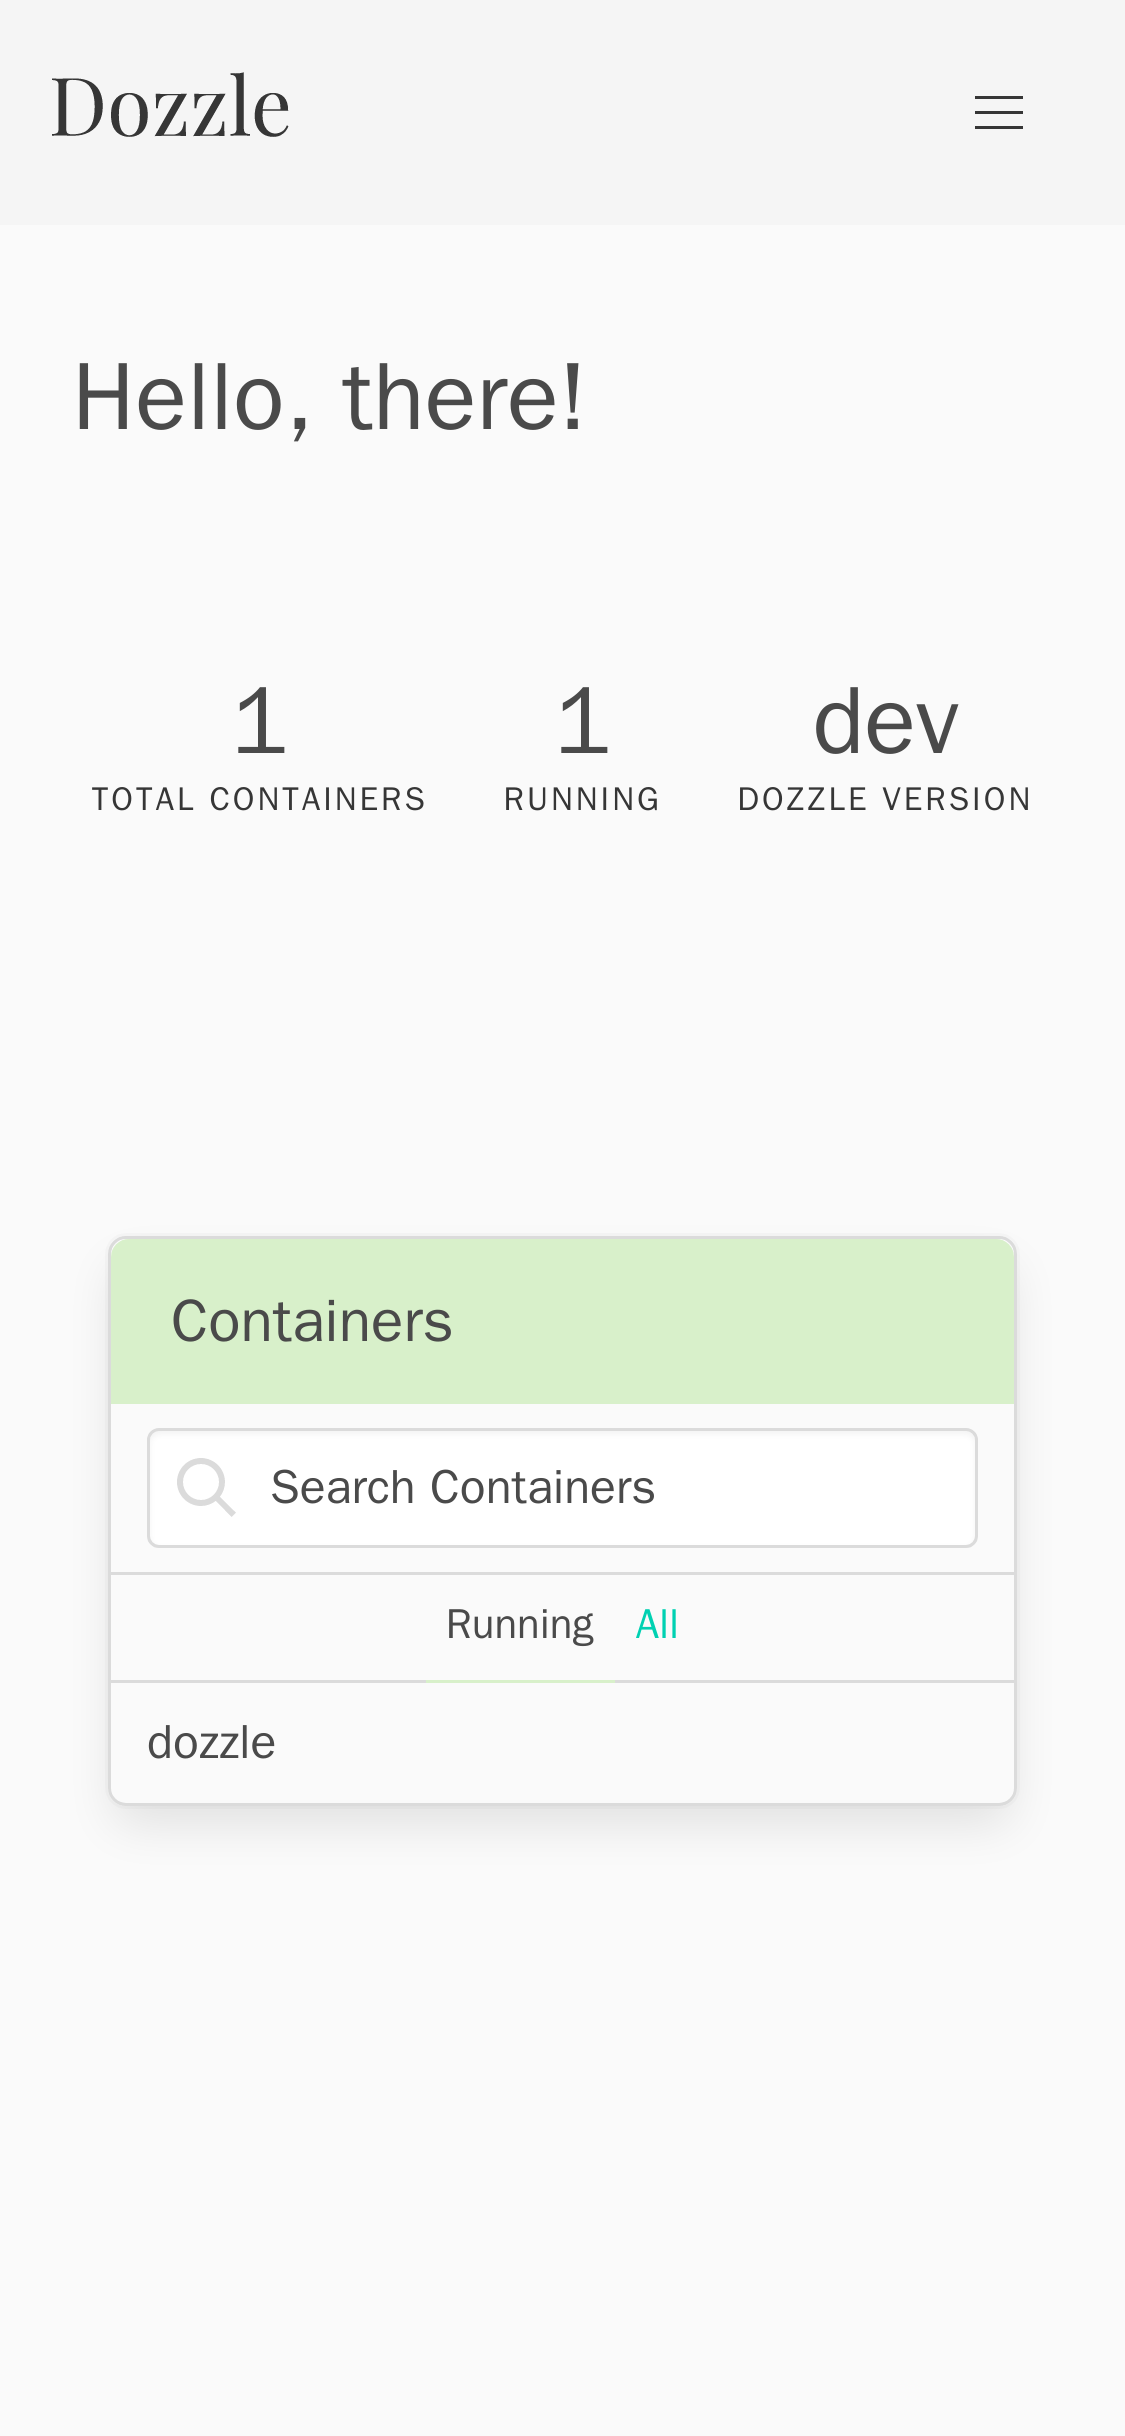 Dozzle
Hello, there!
1 1 dev
TOTAL CONTAINERS RUNNING DOZZLE VERSION
Containers
Search Containers
Running All
dozzle